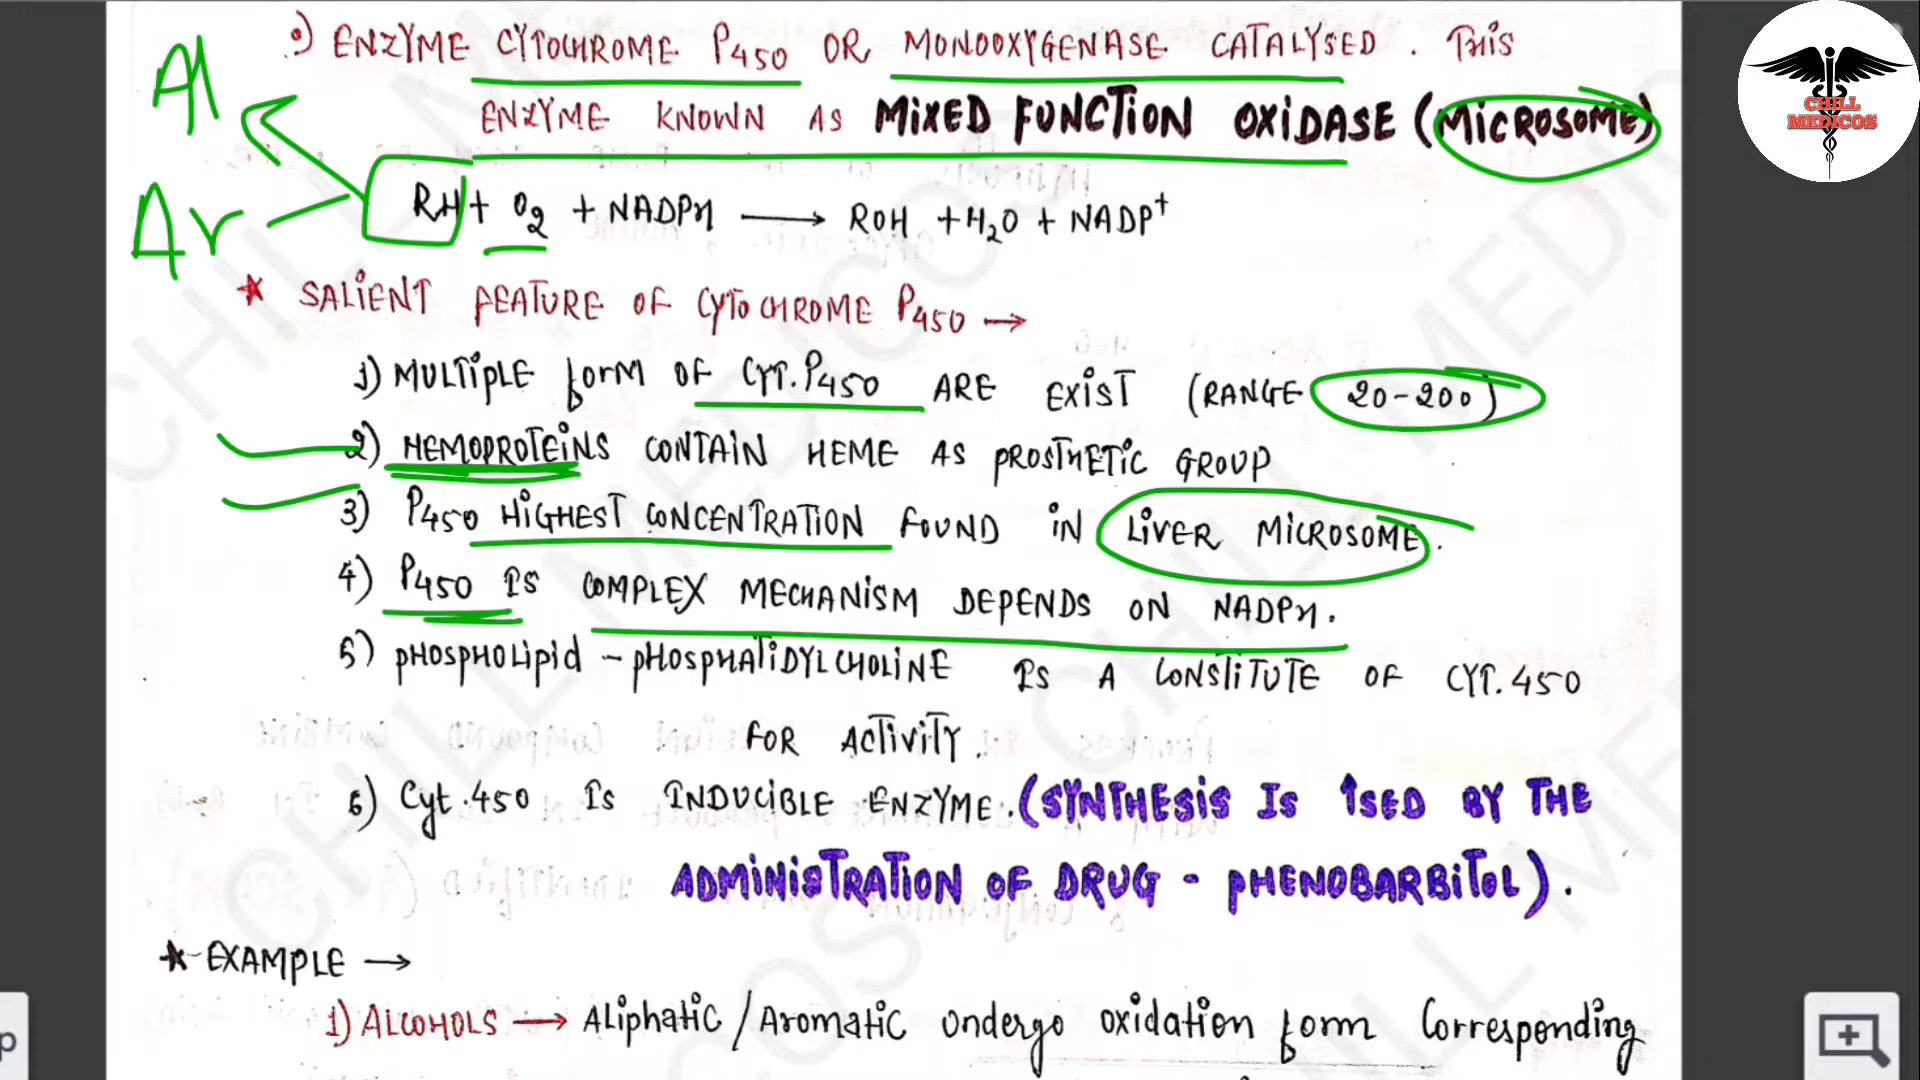 •) ENZYME CYTOCHROME P450 OR MONOOXYGENASE CATALYSED. THIS
ENZYME KNOWN AS MIXED FUNCTION OXIDASE (MICROSOME)
Al
Ar
RH + O2 + NADPH ⟶ ROH + H2O + NADP+
* SALIENT FEATURE OF CYTOCHROME P450 →
1) MULTIPLE form OF CYT. P450 ARE EXIST (RANGE 20-200)
2) HEMOPROTEINS CONTAIN HEME AS PROSTHETIC GROUP
3) P450 HIGHEST CONCENTRATION FOUND IN LIVER MICROSOME.
4) P450 IS COMPLEX MECHANISM DEPENDS ON NADPH.
5) PHOSPHOLIPID - PHOSPHATIDYLCHOLINE IS A CONSTITUTE OF CYT. 450
FOR ACTIVITY.
6) Cyt. 450 IS INDUCIBLE ENZYME. (SYNTHESIS IS ↑SED BY THE
ADMINISTRATION OF DRUG - PHENOBARBITOL).
* EXAMPLE →
1) ALCOHOLS → Aliphatic / Aromatic undergo oxidation form Corresponding
CHILL
MEDICOS